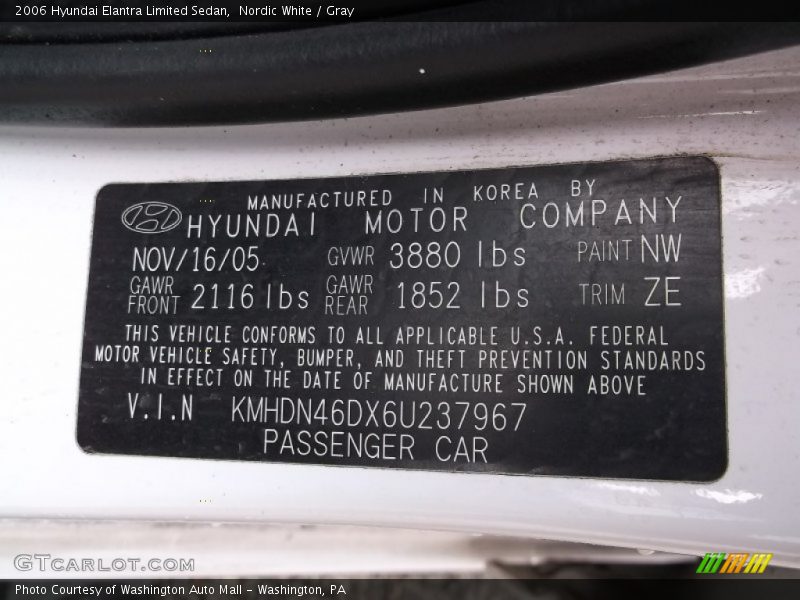 2006 Hyundai Elantra Limited Sedan,  Nordic White / Gray
MANUFACTURED IN KOREA BY
HYUNDAI MOTOR COMPANY
NOV/16/05 GVWR 3880 lbs PAINT NW
GAWR FRONT 2116 lbs GAWR REAR 1852 lbs TRIM ZE
THIS VEHICLE CONFORMS TO ALL APPLICABLE U.S.A. FEDERAL
MOTOR VEHICLE SAFETY, BUMPER, AND THEFT PREVENTION STANDARDS
IN EFFECT ON THE DATE OF MANUFACTURE SHOWN ABOVE
V.I.N KMHDN46DX6U237967
PASSENGER CAR
GTCARLOT.COM
Photo Courtesy of Washington Auto Mall - Washington, PA